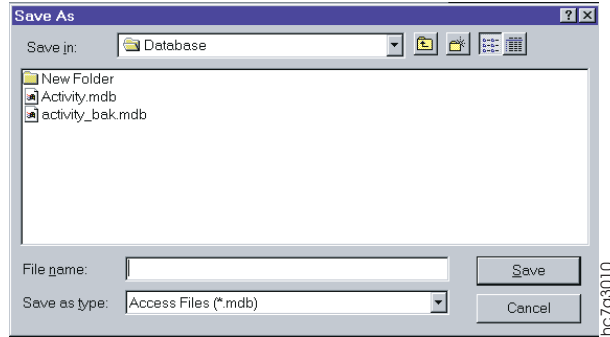 Save As
Save in: Database
New Folder
Activity.mdb
activity_bak.mdb
File name:
Save
Save as type: Access Files (*.mdb)
Cancel